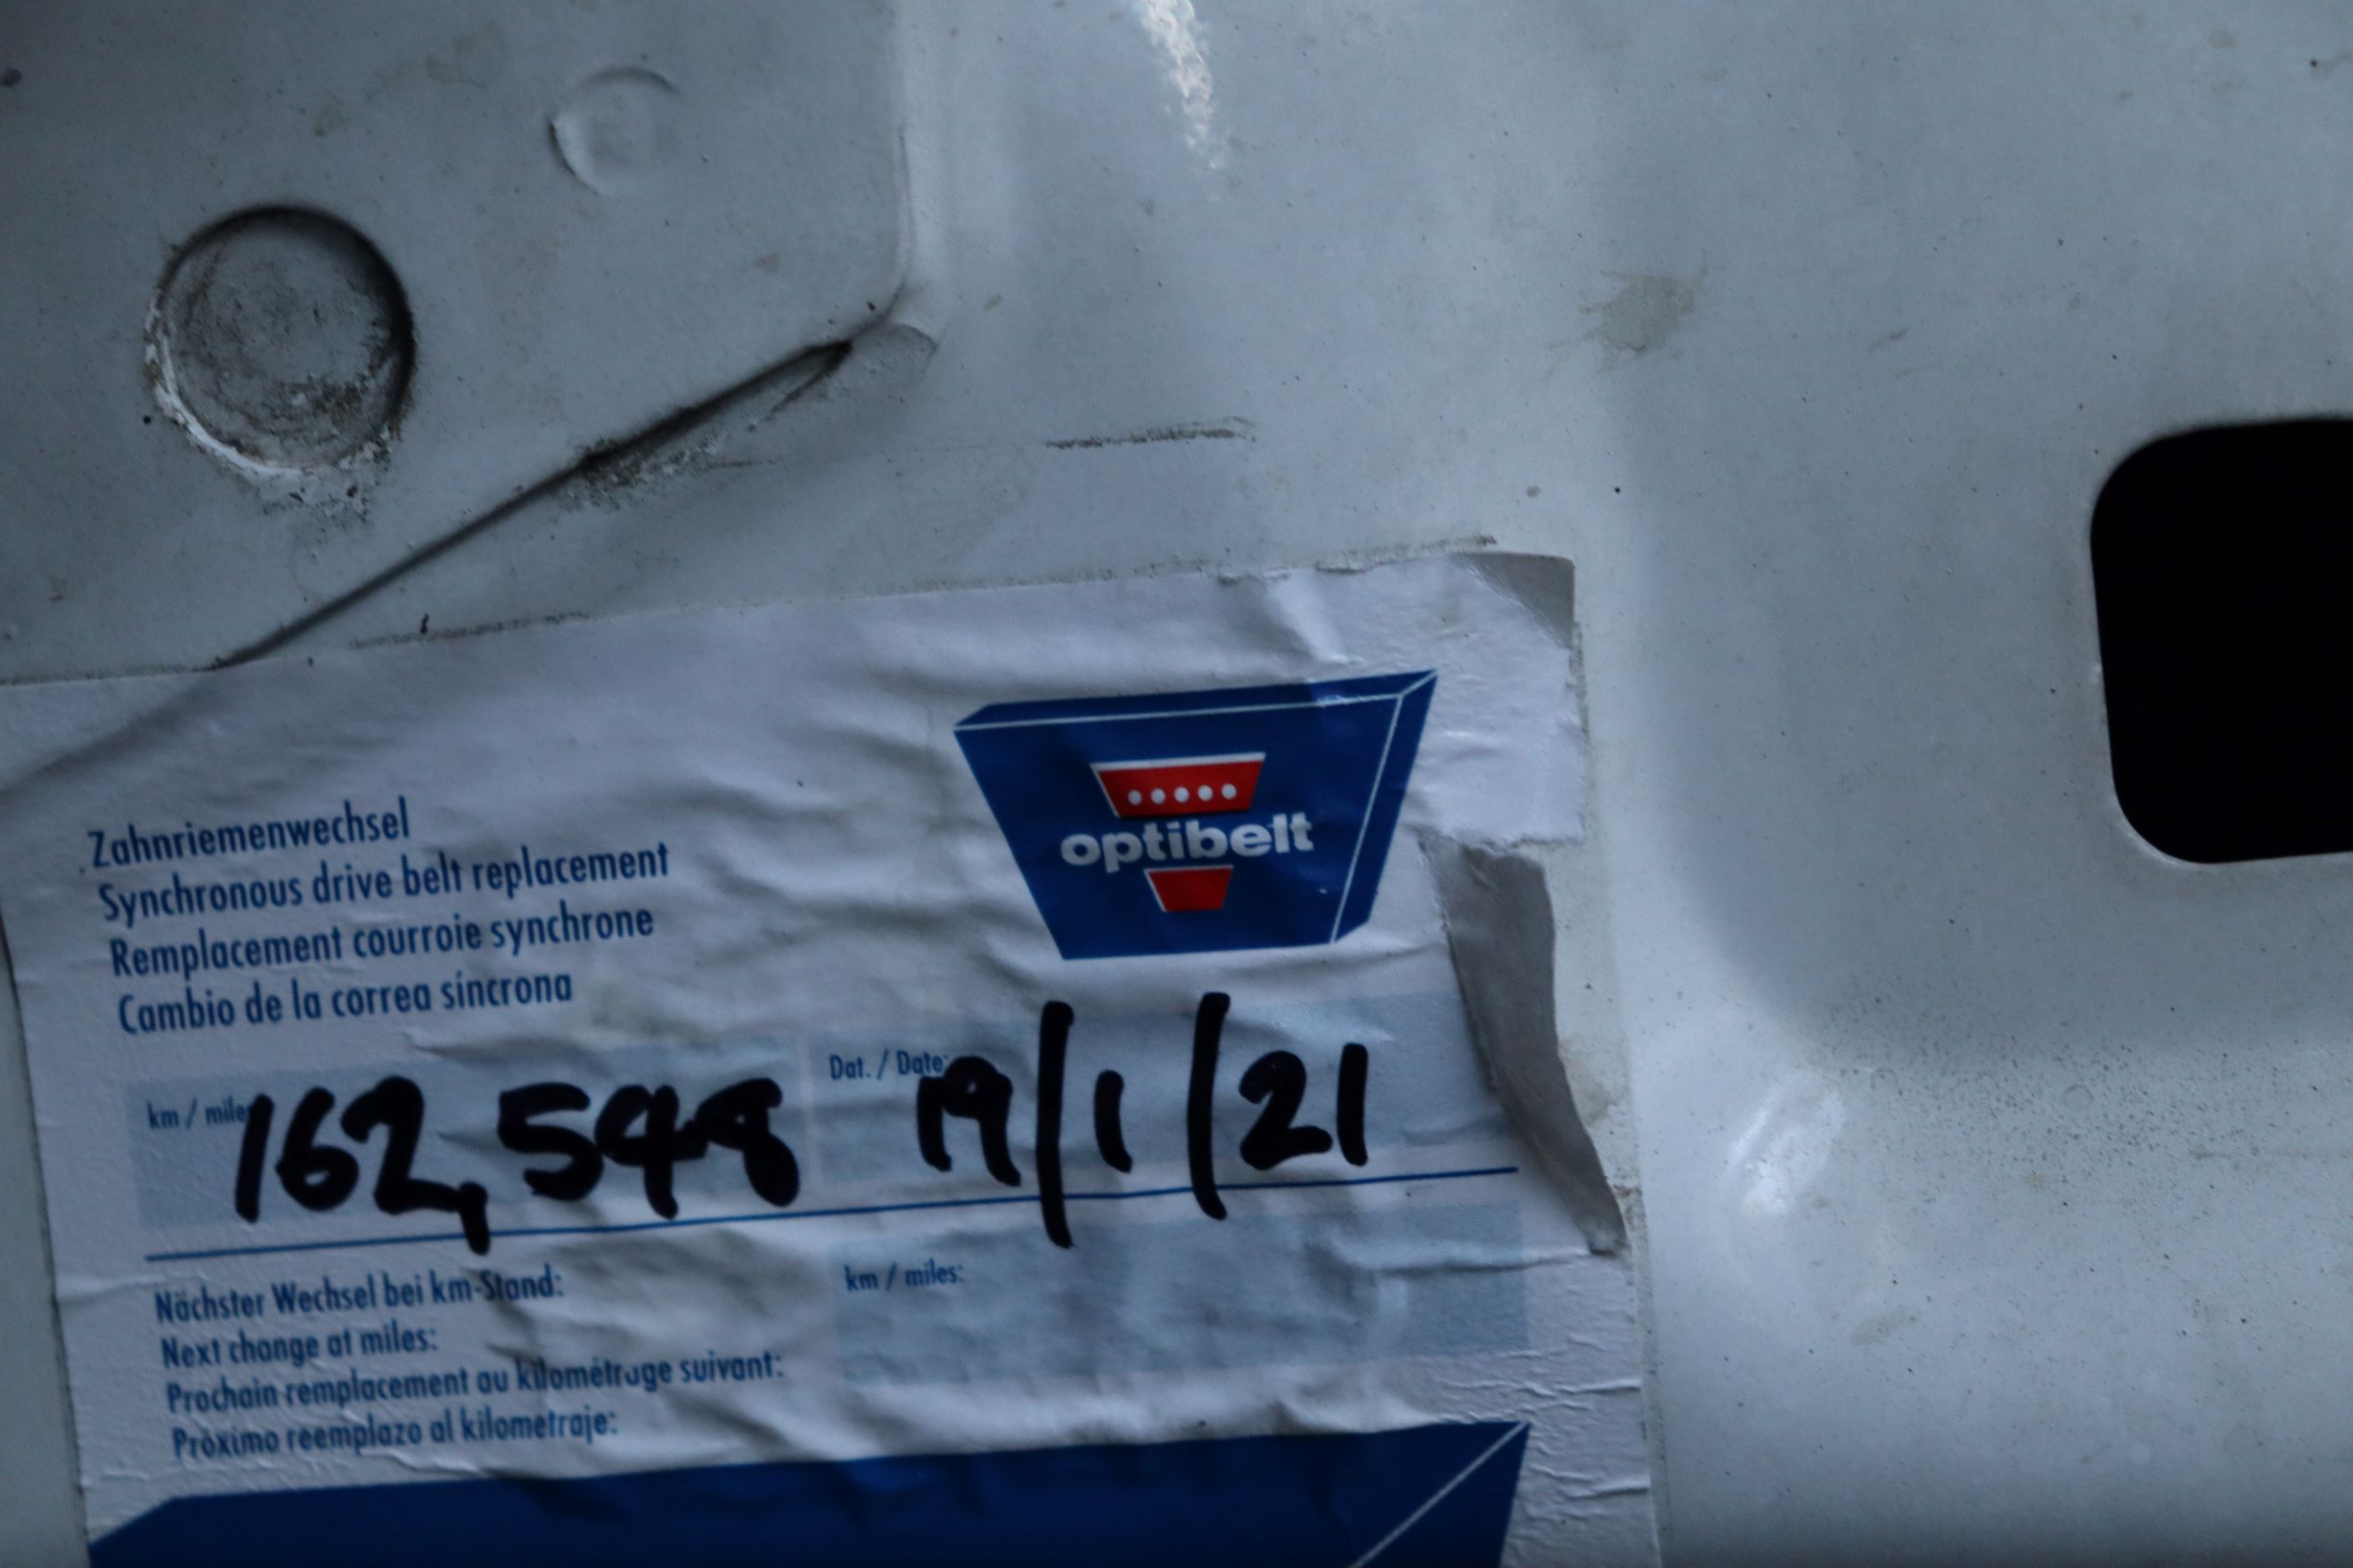 optibelt
Zahnriemenwechsel
Synchronous drive belt replacement
Remplacement courroie synchrone
Cambio de la correa síncrona
km / miles 162,548
Dat. / Date: 19/1/21
Nächster Wechsel bei km-Stand:
Next change at miles:
Prochain remplacement au kilométrage suivant:
Próximo reemplazo al kilometraje:
km / miles: